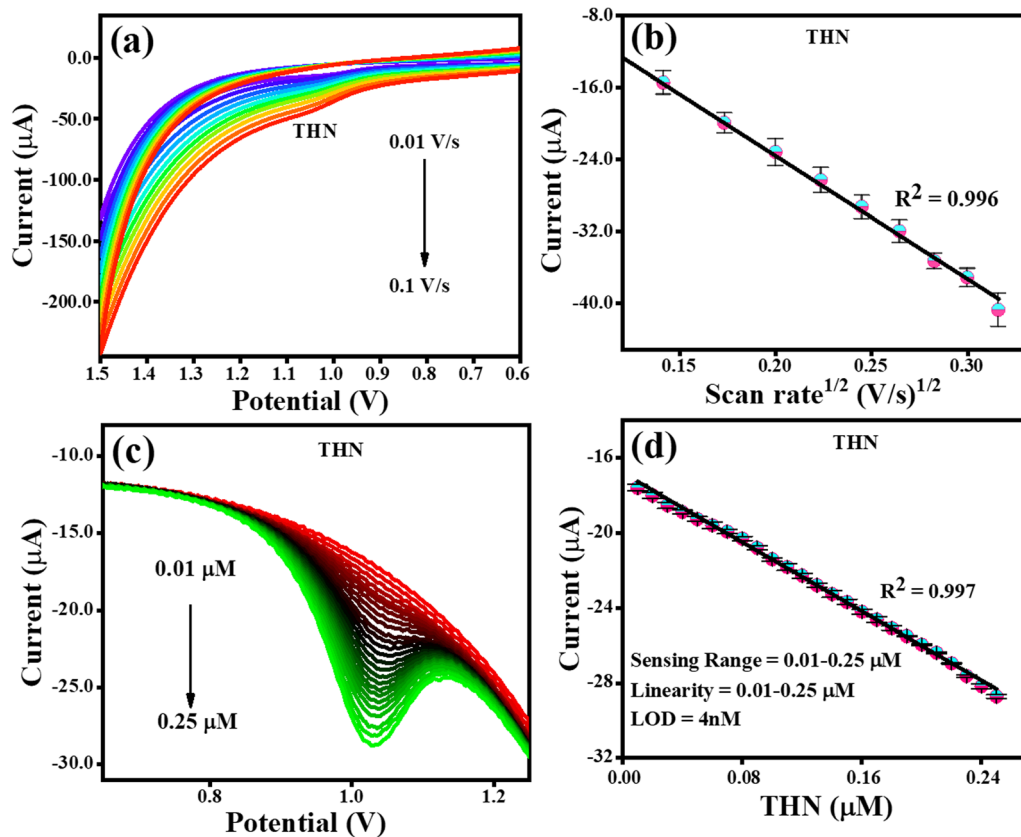 (a)
0.0
-50.0
-100.0
-150.0
-200.0
Current (µA)
THN
0.01 V/s
0.1 V/s
1.5 1.4 1.3 1.2 1.1 1.0 0.9 0.8 0.7 0.6
Potential (V)
(b)
THN
-8.0
-16.0
-24.0
-32.0
-40.0
Current (µA)
R² = 0.996
0.15 0.20 0.25 0.30
Scan rate^1/2 (V/s)^1/2
(c)
THN
-10.0
-15.0
-20.0
-25.0
-30.0
Current (µA)
0.01 µM
0.25 µM
0.8 1.0 1.2
Potential (V)
(d)
THN
-16
-20
-24
-28
-32
Current (µA)
R² = 0.997
Sensing Range = 0.01-0.25 µM
Linearity = 0.01-0.25 µM
LOD = 4nM
0.00 0.08 0.16 0.24
THN (µM)